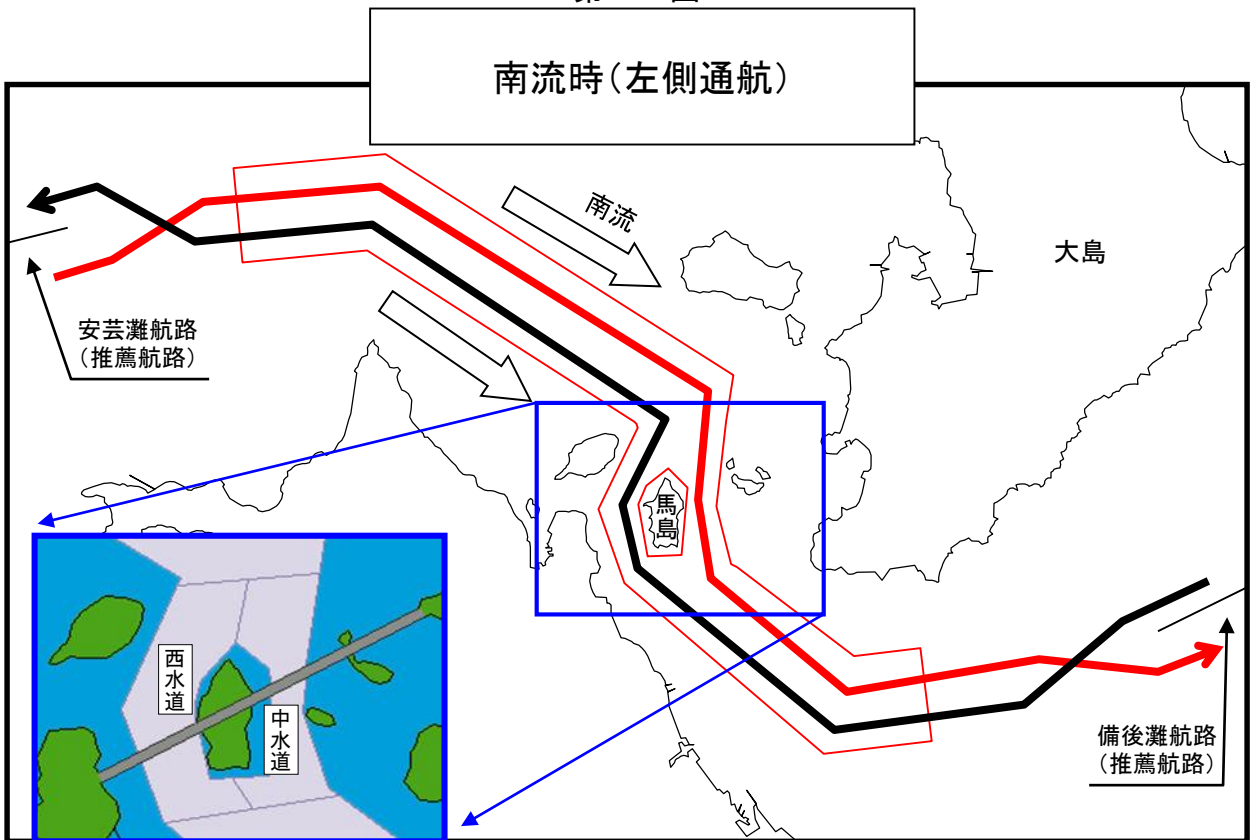 南流時(左側通航)
南流
大島
安芸灘航路
(推薦航路)
馬島
西水道
中水道
備後灘航路
(推薦航路)